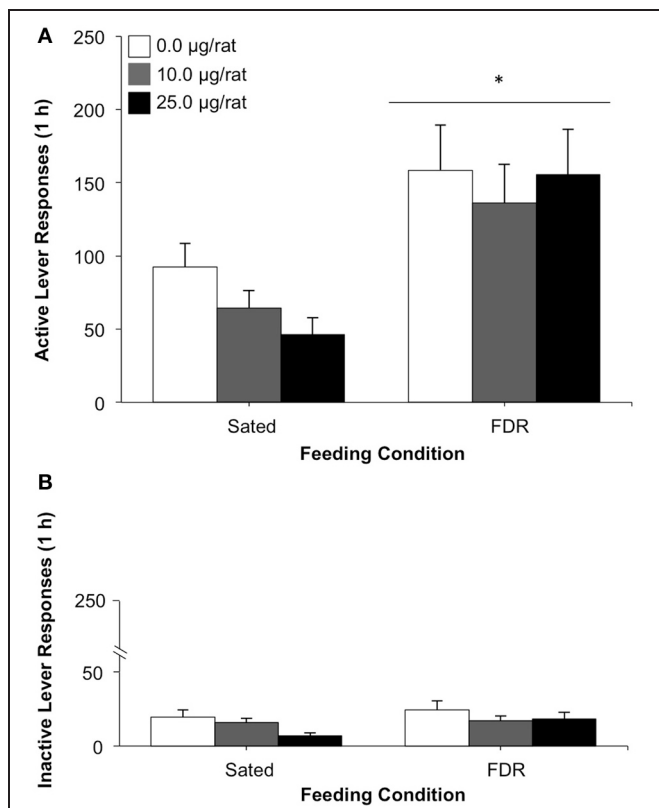 A
Active Lever Responses (1 h)
250
200
150
100
50
0
0.0 µg/rat
10.0 µg/rat
25.0 µg/rat
*
Sated
FDR
Feeding Condition
B
Inactive Lever Responses (1 h)
250
50
0
Sated
FDR
Feeding Condition